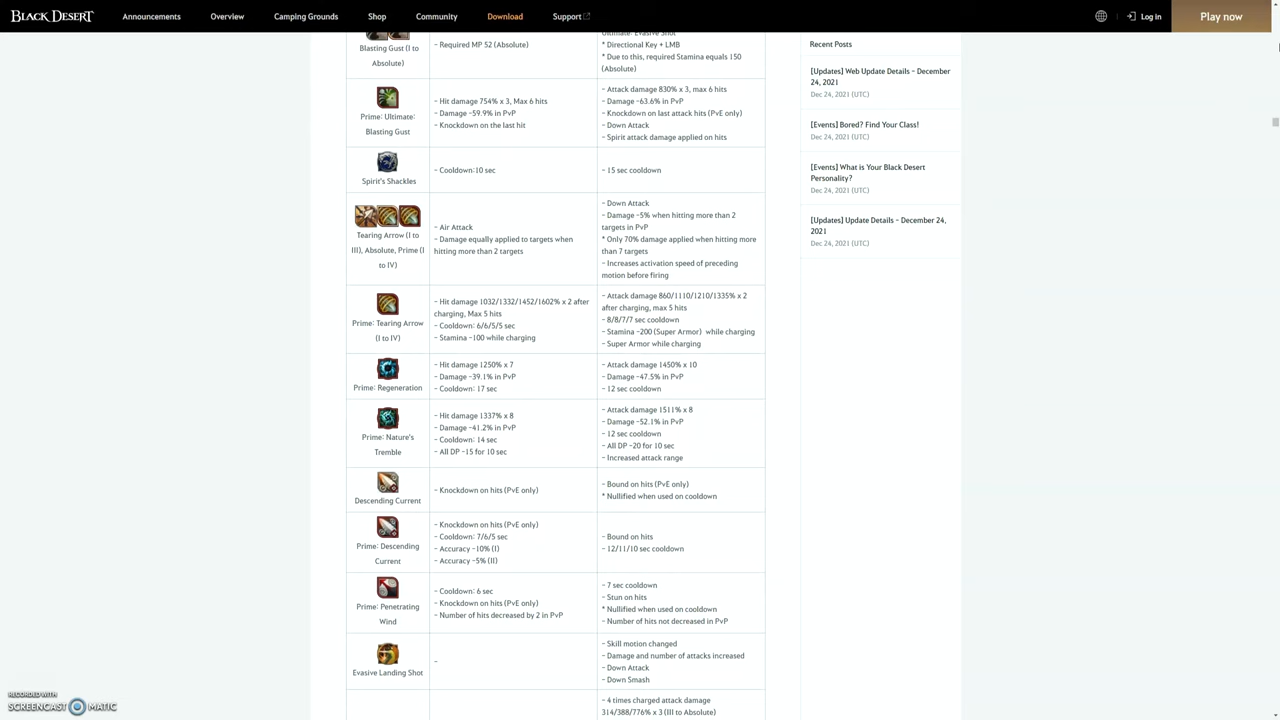 BLACK DESERT
Announcements
Overview
Camping Grounds
Shop
Community
Download
Support
Log in
Play now
Blasting Gust (I to
Absolute)
- Required MP 52 (Absolute)
Ultimate: Evasive Shot
* Directional Key + LMB
* Due to this, required Stamina equals 150
(Absolute)
Prime: Ultimate:
Blasting Gust
- Hit damage 754% x 3, Max 6 hits
- Damage -59.9% in PvP
- Knockdown on the last hit
- Attack damage 830% x 3, max 6 hits
- Damage -63.6% in PvP
- Knockdown on last attack hits (PvE only)
- Down Attack
- Spirit attack damage applied on hits
Spirit's Shackles
- Cooldown:10 sec
- 15 sec cooldown
Tearing Arrow (I to
III), Absolute, Prime (I
to IV)
- Air Attack
- Damage equally applied to targets when
hitting more than 2 targets
- Down Attack
- Damage -5% when hitting more than 2
targets in PvP
* Only 70% damage applied when hitting more
than 7 targets
- Increases activation speed of preceding
motion before firing
Prime: Tearing Arrow
(I to IV)
- Hit damage 1032/1332/1452/1602% x 2 after
charging, Max 5 hits
- Cooldown: 6/6/5/5 sec
- Stamina -100 while charging
- Attack damage 860/1110/1210/1335% x 2
after charging, max 5 hits
- 8/8/7/7 sec cooldown
- Stamina -200 (Super Armor) while charging
- Super Armor while charging
Prime: Regeneration
- Hit damage 1250% x 7
- Damage -39.1% in PvP
- Cooldown: 17 sec
- Attack damage 1450% x 10
- Damage -47.5% in PvP
- 12 sec cooldown
Prime: Nature's
Tremble
- Hit damage 1337% x 8
- Damage -41.2% in PvP
- Cooldown: 14 sec
- All DP -15 for 10 sec
- Attack damage 1511% x 8
- Damage -52.1% in PvP
- 12 sec cooldown
- All DP -20 for 10 sec
- Increased attack range
Descending Current
- Knockdown on hits (PvE only)
- Bound on hits (PvE only)
* Nullified when used on cooldown
Prime: Descending
Current
- Knockdown on hits (PvE only)
- Cooldown: 7/6/5 sec
- Accuracy -10% (I)
- Accuracy -5% (II)
- Bound on hits
- 12/11/10 sec cooldown
Prime: Penetrating
Wind
- Cooldown: 6 sec
- Knockdown on hits (PvE only)
- Number of hits decreased by 2 in PvP
- 7 sec cooldown
- Stun on hits
* Nullified when used on cooldown
- Number of hits not decreased in PvP
Evasive Landing Shot
-
- Skill motion changed
- Damage and number of attacks increased
- Down Attack
- Down Smash
- 4 times charged attack damage
314/388/776% x 3 (III to Absolute)
Recent Posts
[Updates] Web Update Details – December
24, 2021
Dec 24, 2021 (UTC)
[Events] Bored? Find Your Class!
Dec 24, 2021 (UTC)
[Events] What is Your Black Desert
Personality?
Dec 24, 2021 (UTC)
[Updates] Update Details – December 24,
2021
Dec 24, 2021 (UTC)
RECORDED WITH
SCREENCAST MATIC